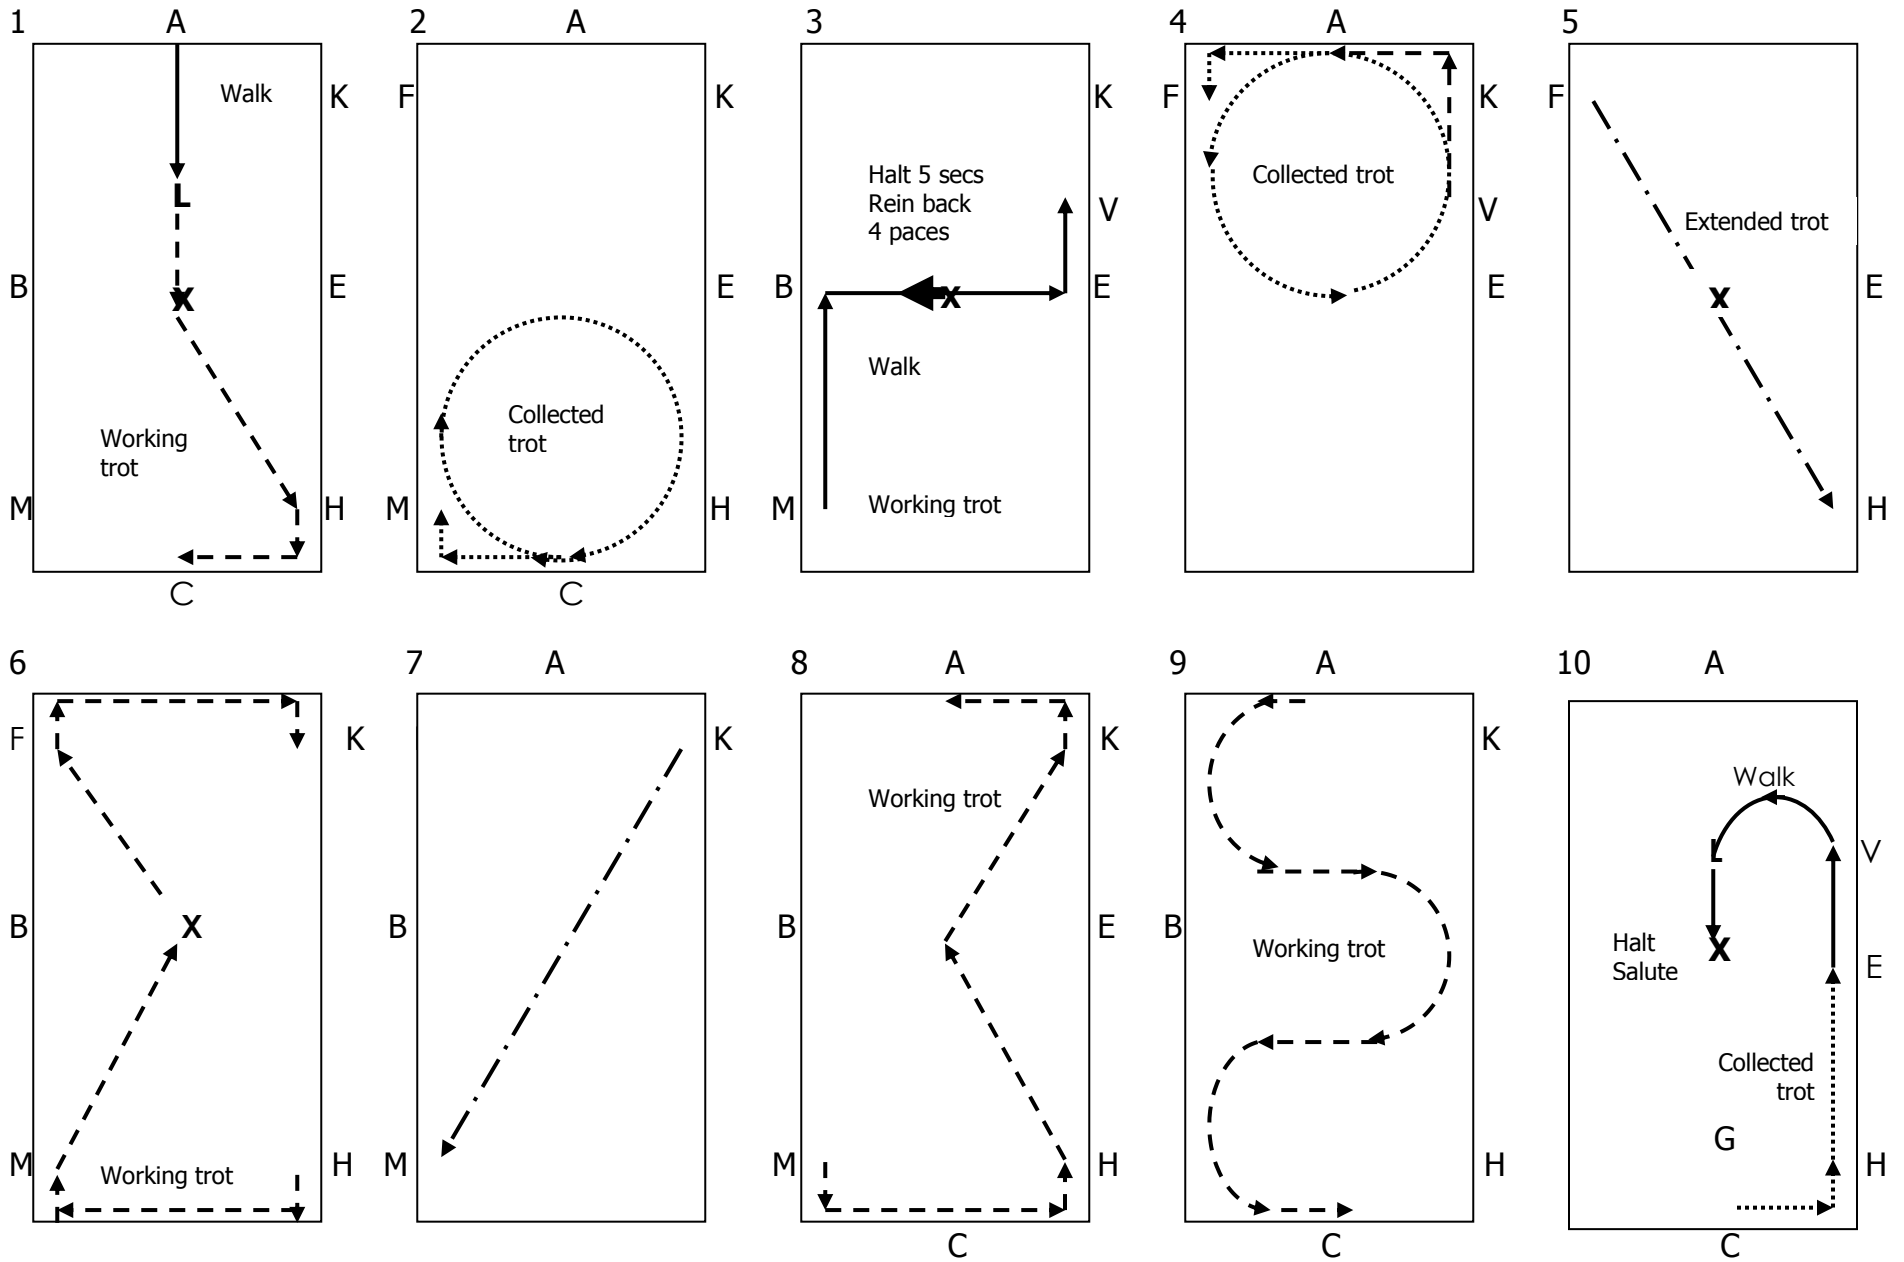 1 A 2 A 3 4 A 5
Walk K F K K F K F
Halt 5 secs
Rein back
4 paces
Collected trot
L V V Extended trot
B X E E B X E E X E
Walk
Working
trot
Collected
trot
M H M H M Working trot H
C C
6 7 A 8 A 9 A 10 A
F K K K K
Walk
Working trot
L V
B X B B E B Working trot Halt
Salute
X E
Collected
trot
G
M Working trot H M M H H H
C C C